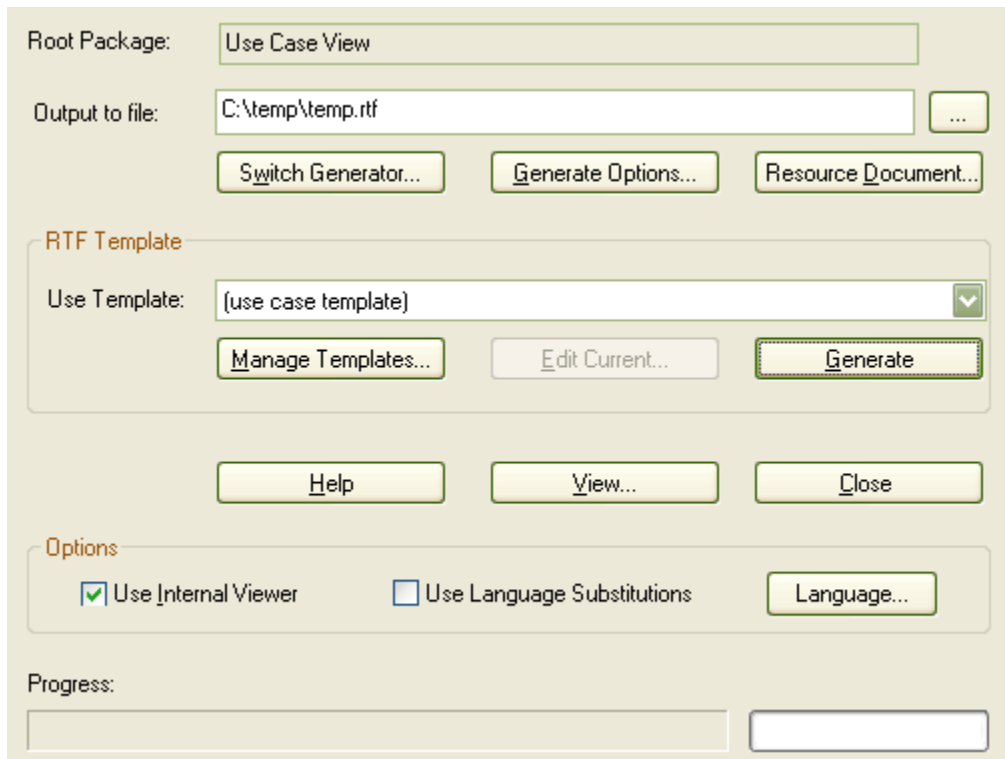 Root Package: Use Case View
Output to file: C:\temp\temp.rtf ...
Switch Generator... Generate Options... Resource Document...
RTF Template
Use Template: (use case template)
Manage Templates... Edit Current... Generate
Help View... Close
Options
Use Internal Viewer Use Language Substitutions Language...
Progress: